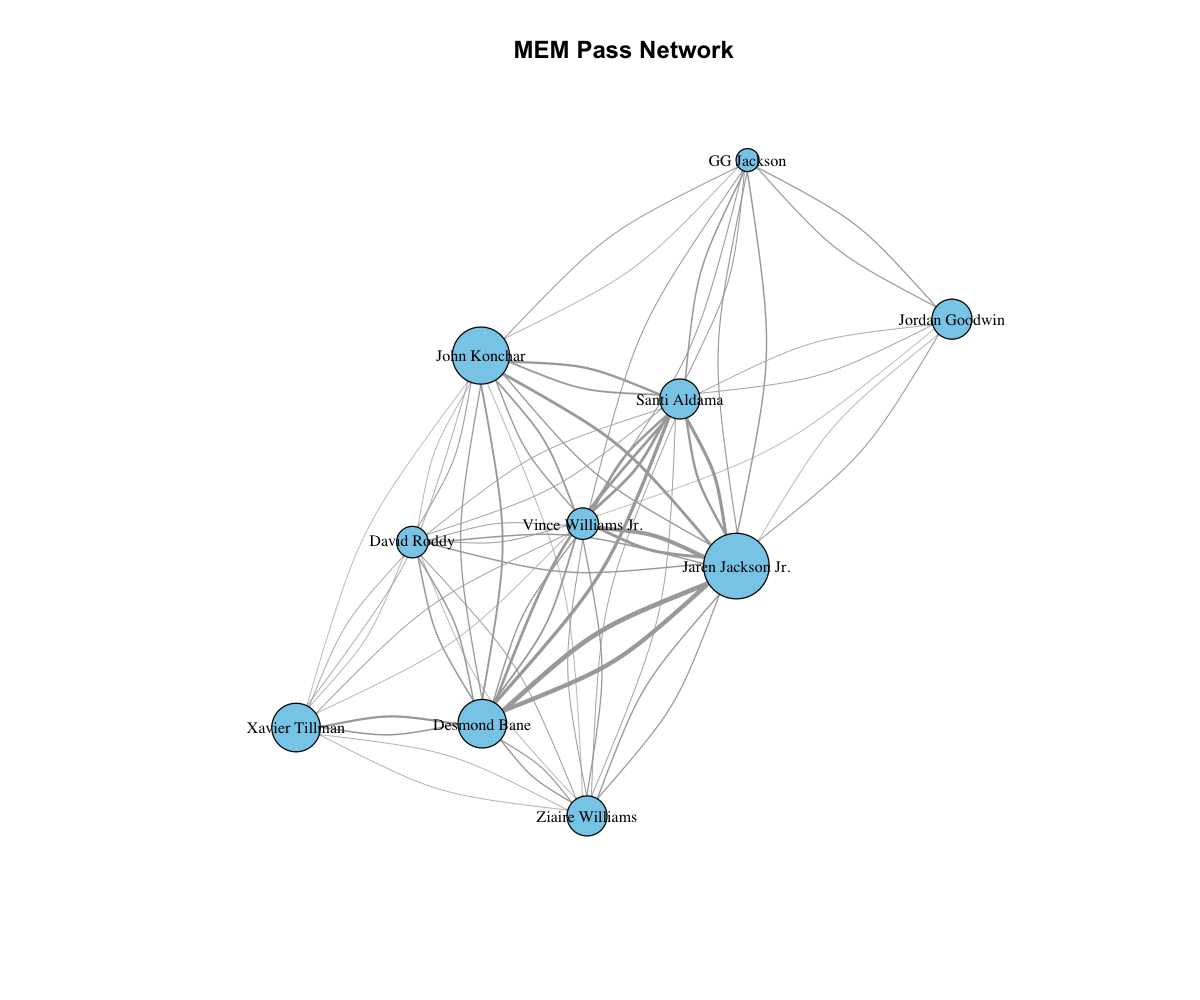 MEM Pass Network
GG Jackson
Jordan Goodwin
John Konchar
Santi Aldama
Vince Williams Jr.
David Roddy
Jaren Jackson Jr.
Xavier Tillman
Desmond Bane
Ziaire Williams